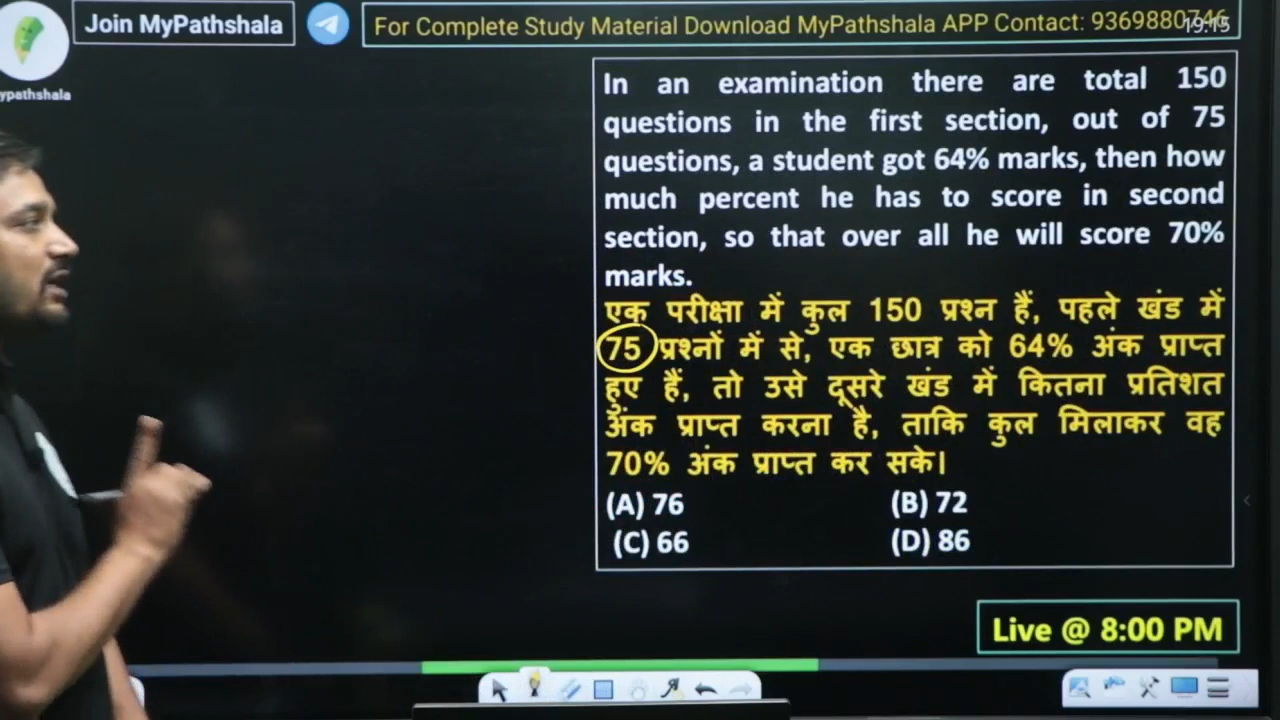 Join MyPathshala
For Complete Study Material Download MyPathshala APP Contact: 9369880746
19:15
ypathshala
In an examination there are total 150
questions in the first section, out of 75
questions, a student got 64% marks, then how
much percent he has to score in second
section, so that over all he will score 70%
marks.
एक परीक्षा में कुल 150 प्रश्न हैं, पहले खंड में
75 प्रश्नों में से, एक छात्र को 64% अंक प्राप्त
हुए हैं, तो उसे दूसरे खंड में कितना प्रतिशत
अंक प्राप्त करना है, ताकि कुल मिलाकर वह
70% अंक प्राप्त कर सके।
(A) 76 (B) 72
(C) 66 (D) 86
Live @ 8:00 PM